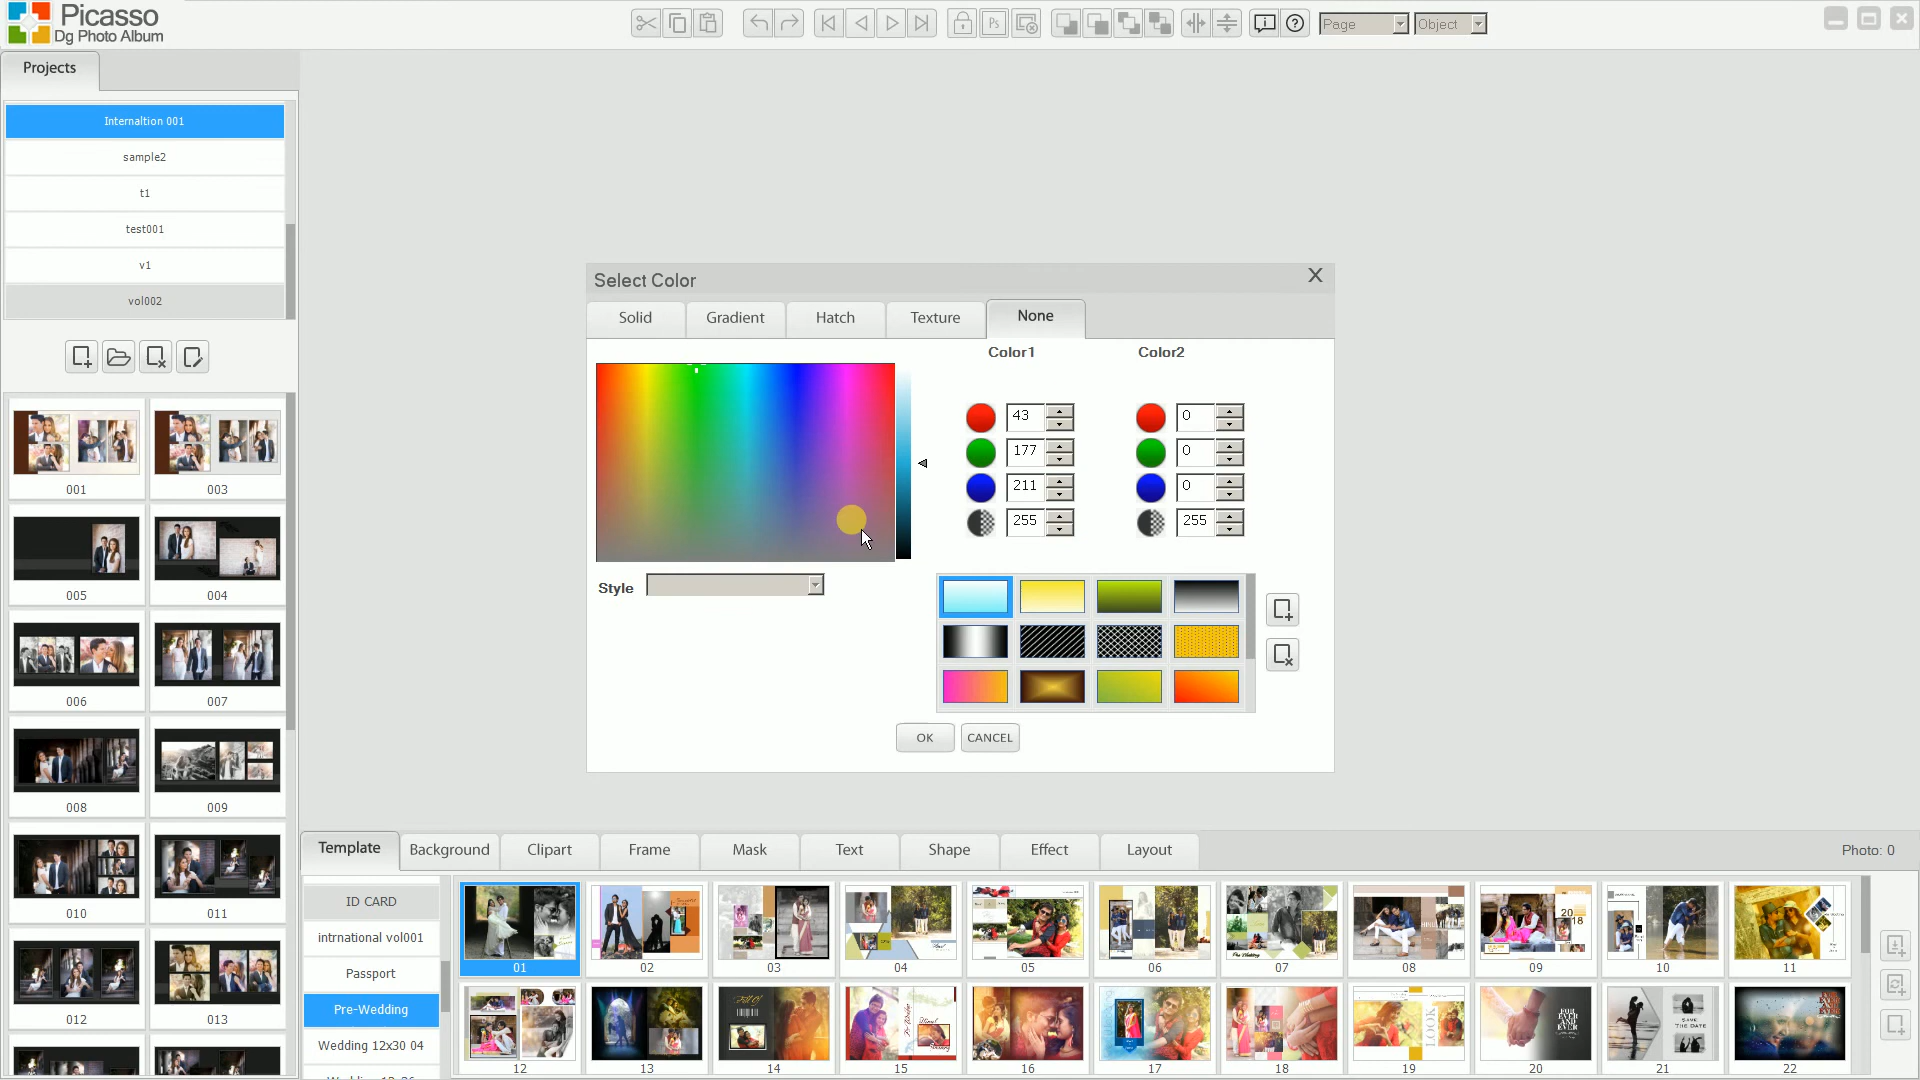 Picasso
Dg Photo Album
Ps
Page
Object
Projects
Internaltion 001
sample2
t1
test001
v1
vol002
001
003
005
004
006
007
008
009
010
011
012
013
Select Color
X
Solid
Gradient
Hatch
Texture
None
Color1
Color2
43
0
177
0
211
0
255
255
Style
OK
CANCEL
Template
Background
Clipart
Frame
Mask
Text
Shape
Effect
Layout
Photo: 0
ID CARD
intrnational vol001
Passport
Pre-Wedding
Wedding 12x30 04
01
02
03
04
05
06
07
08
09
10
11
12
13
14
15
16
17
18
19
20
21
22